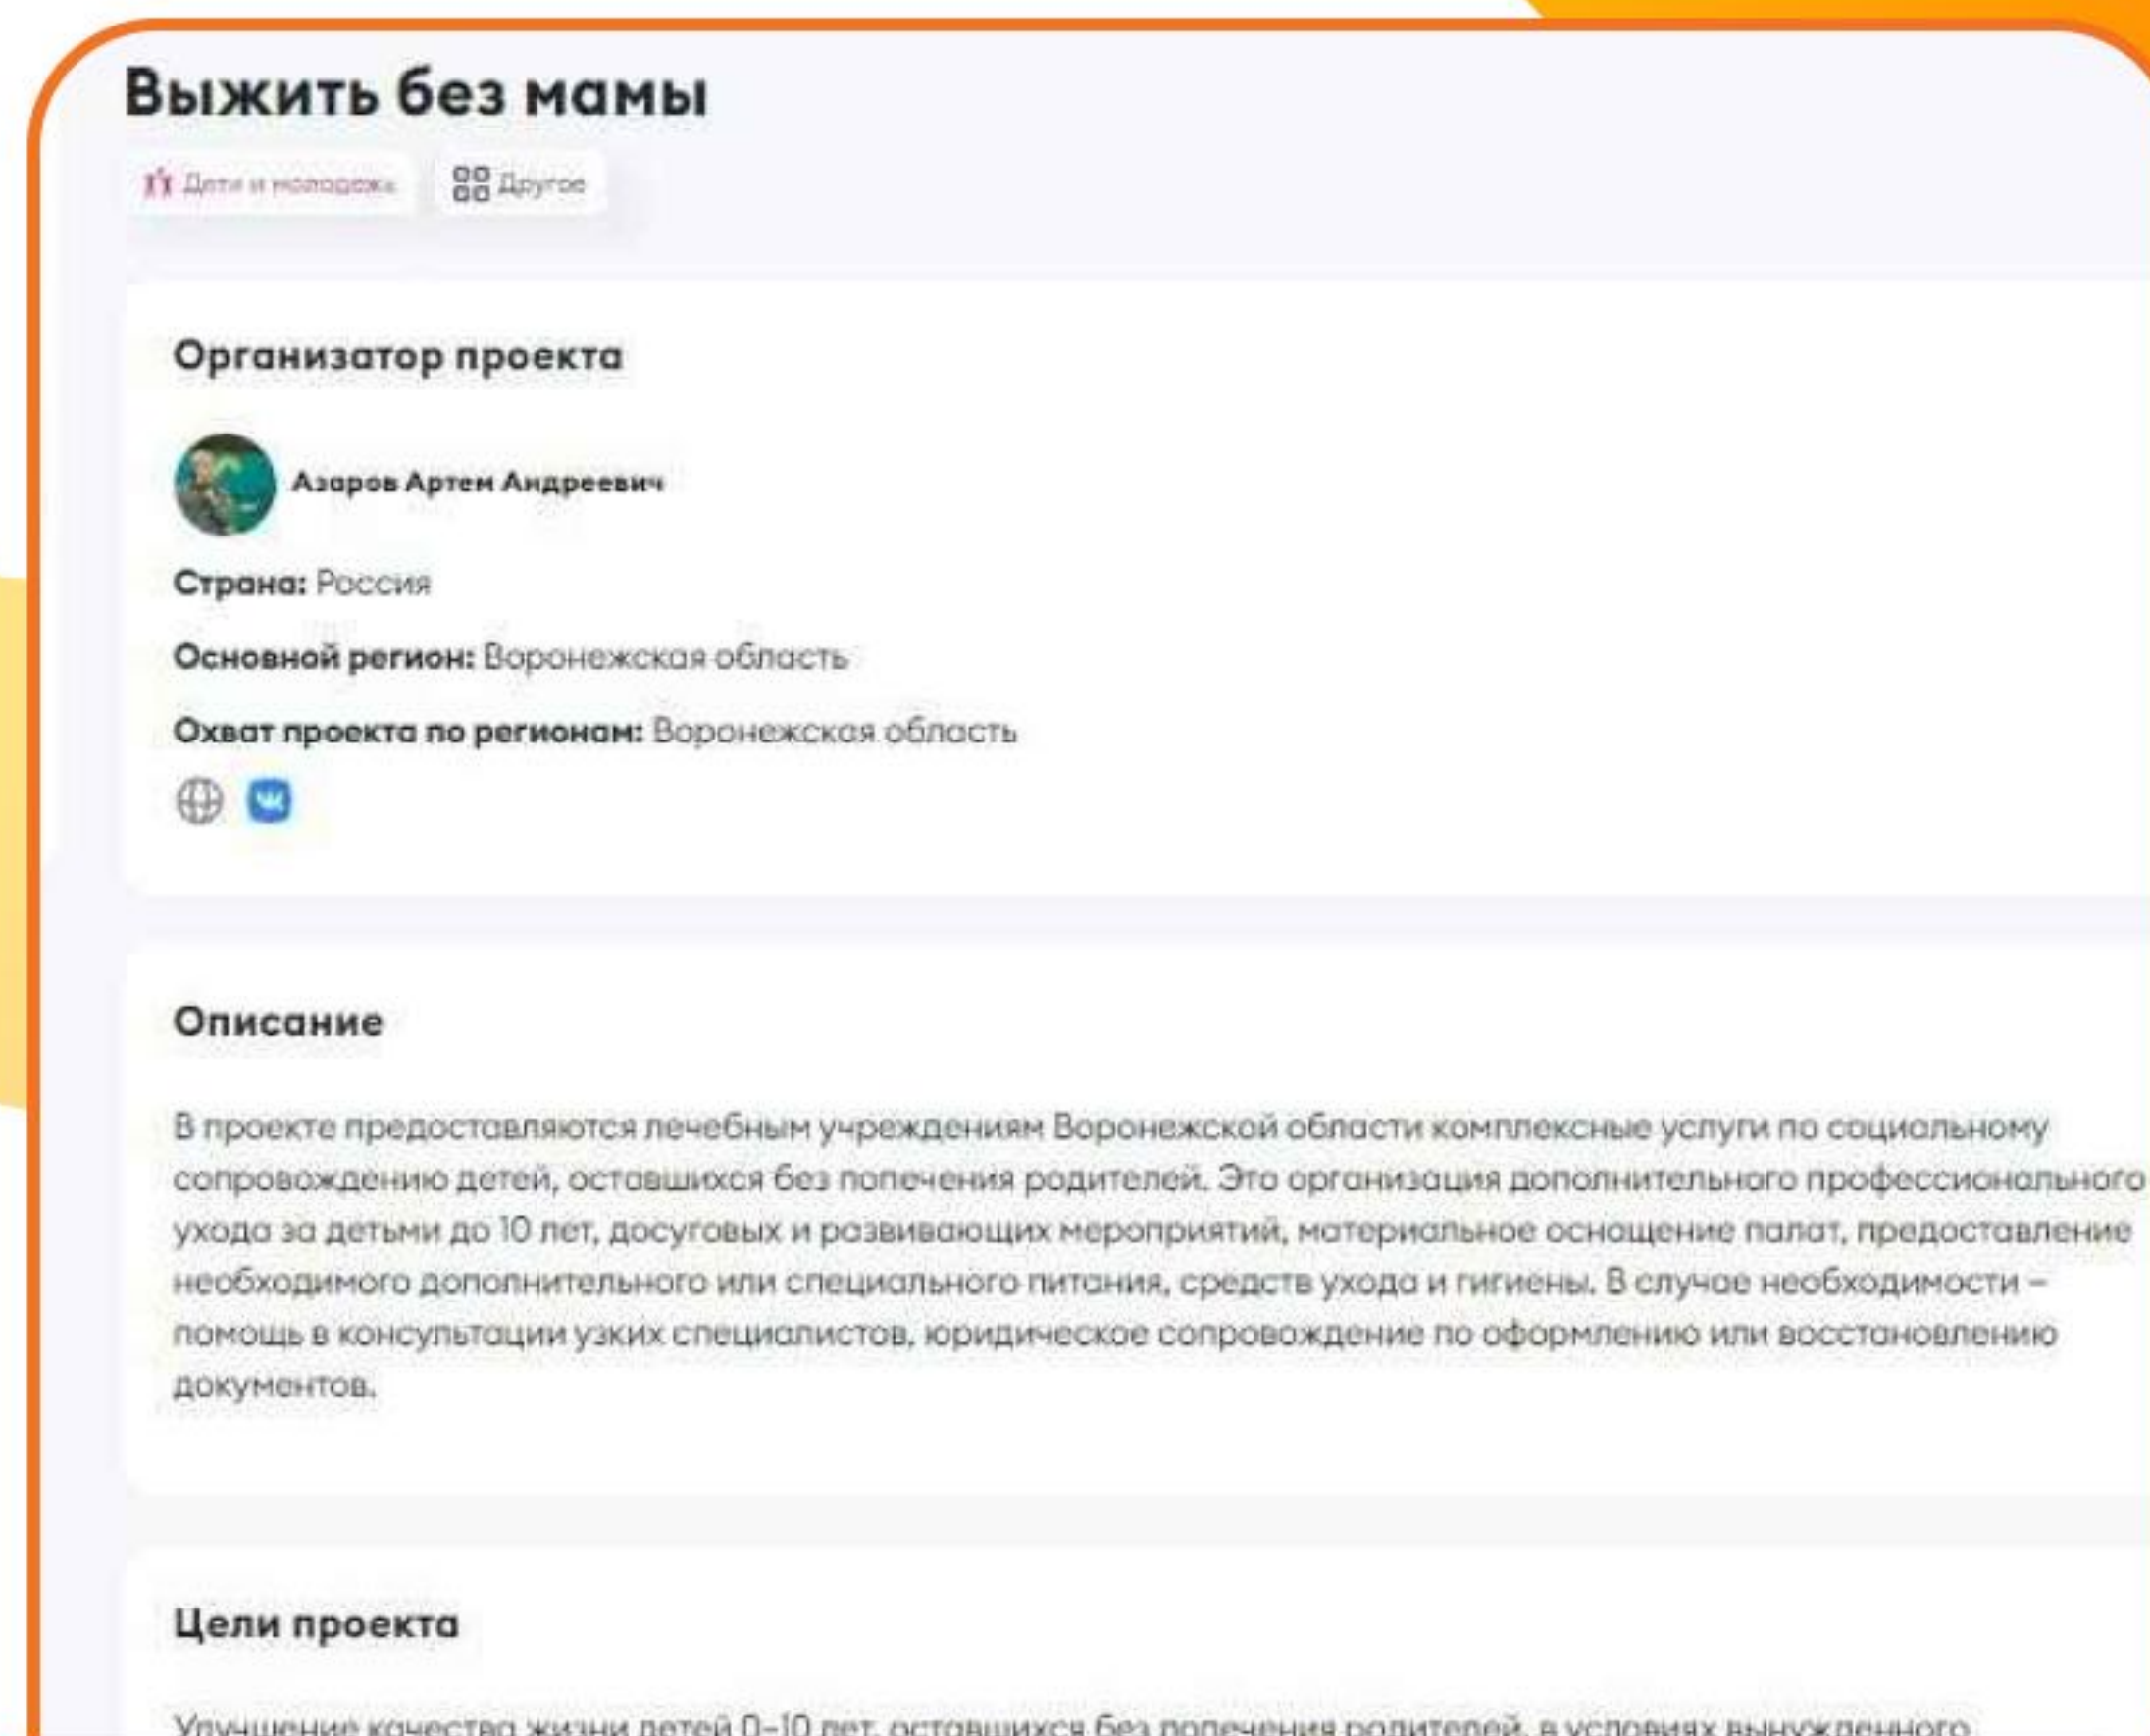 Выжить без мамы
Дети и молодежь Другое
Организатор проекта
Азаров Артем Андреевич
Страна: Россия
Основной регион: Воронежская область
Охват проекта по регионам: Воронежская область
Описание
В проекте предоставляются лечебным учреждениям Воронежской области комплексные услуги по социальному
сопровождению детей, оставшихся без попечения родителей. Это организация дополнительного профессионального
ухода за детьми до 10 лет, досуговых и развивающих мероприятий, материальное оснащение палат, предоставление
необходимого дополнительного или специального питания, средств ухода и гигиены. В случае необходимости –
помощь в консультации узких специалистов, юридическое сопровождение по оформлению или восстановлению
документов.
Цели проекта
Улучшение качества жизни детей 0-10 лет, оставшихся без попечения родителей, в условиях вынужденного